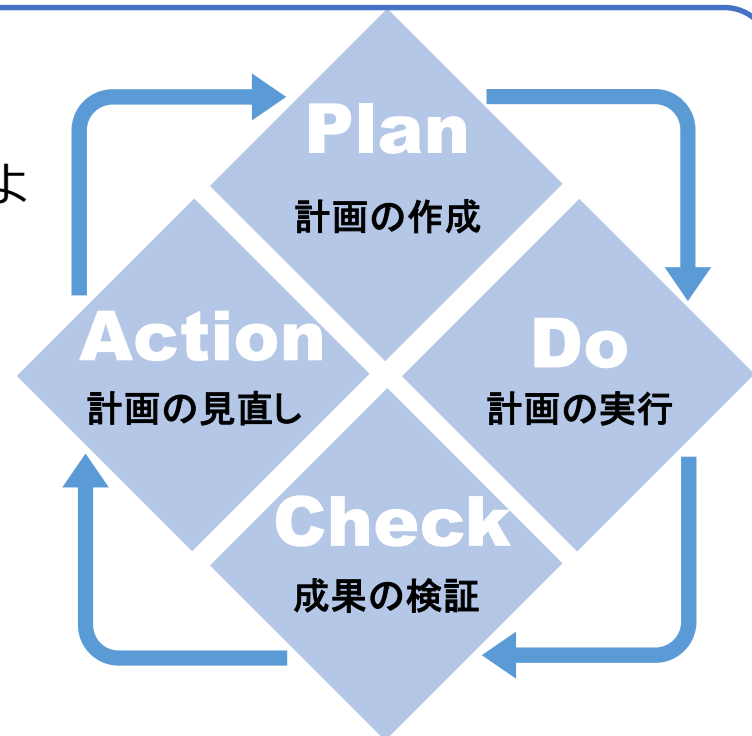 Plan
計画の作成
よ
Action
計画の見直し
Do
計画の実行
Check
成果の検証